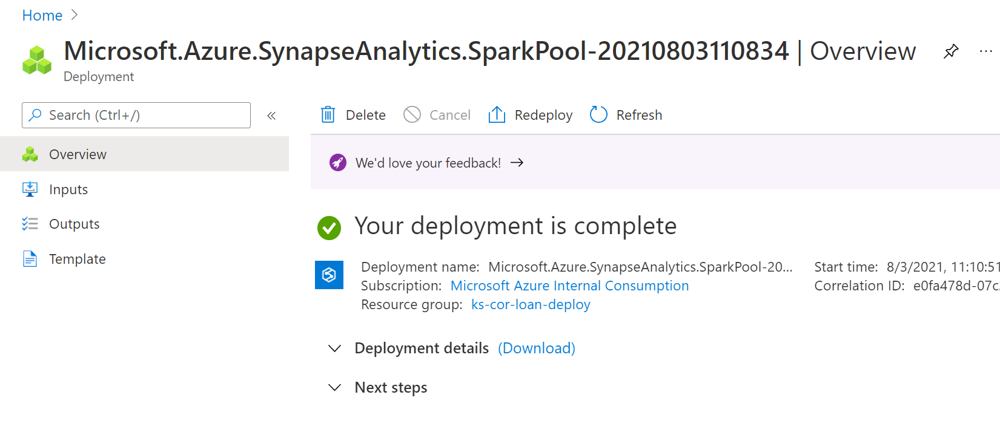 Home
Microsoft.Azure.SynapseAnalytics.SparkPool-20210803110834 | Overview
Deployment
Search (Ctrl+/)
«
Delete
Cancel
Redeploy
Refresh
Overview
Inputs
Outputs
Template
We'd love your feedback! →
Your deployment is complete
Deployment name: Microsoft.Azure.SynapseAnalytics.SparkPool-20...
Subscription: Microsoft Azure Internal Consumption
Resource group: ks-cor-loan-deploy
Start time: 8/3/2021, 11:10:51
Correlation ID: e0fa478d-07c
Deployment details (Download)
Next steps